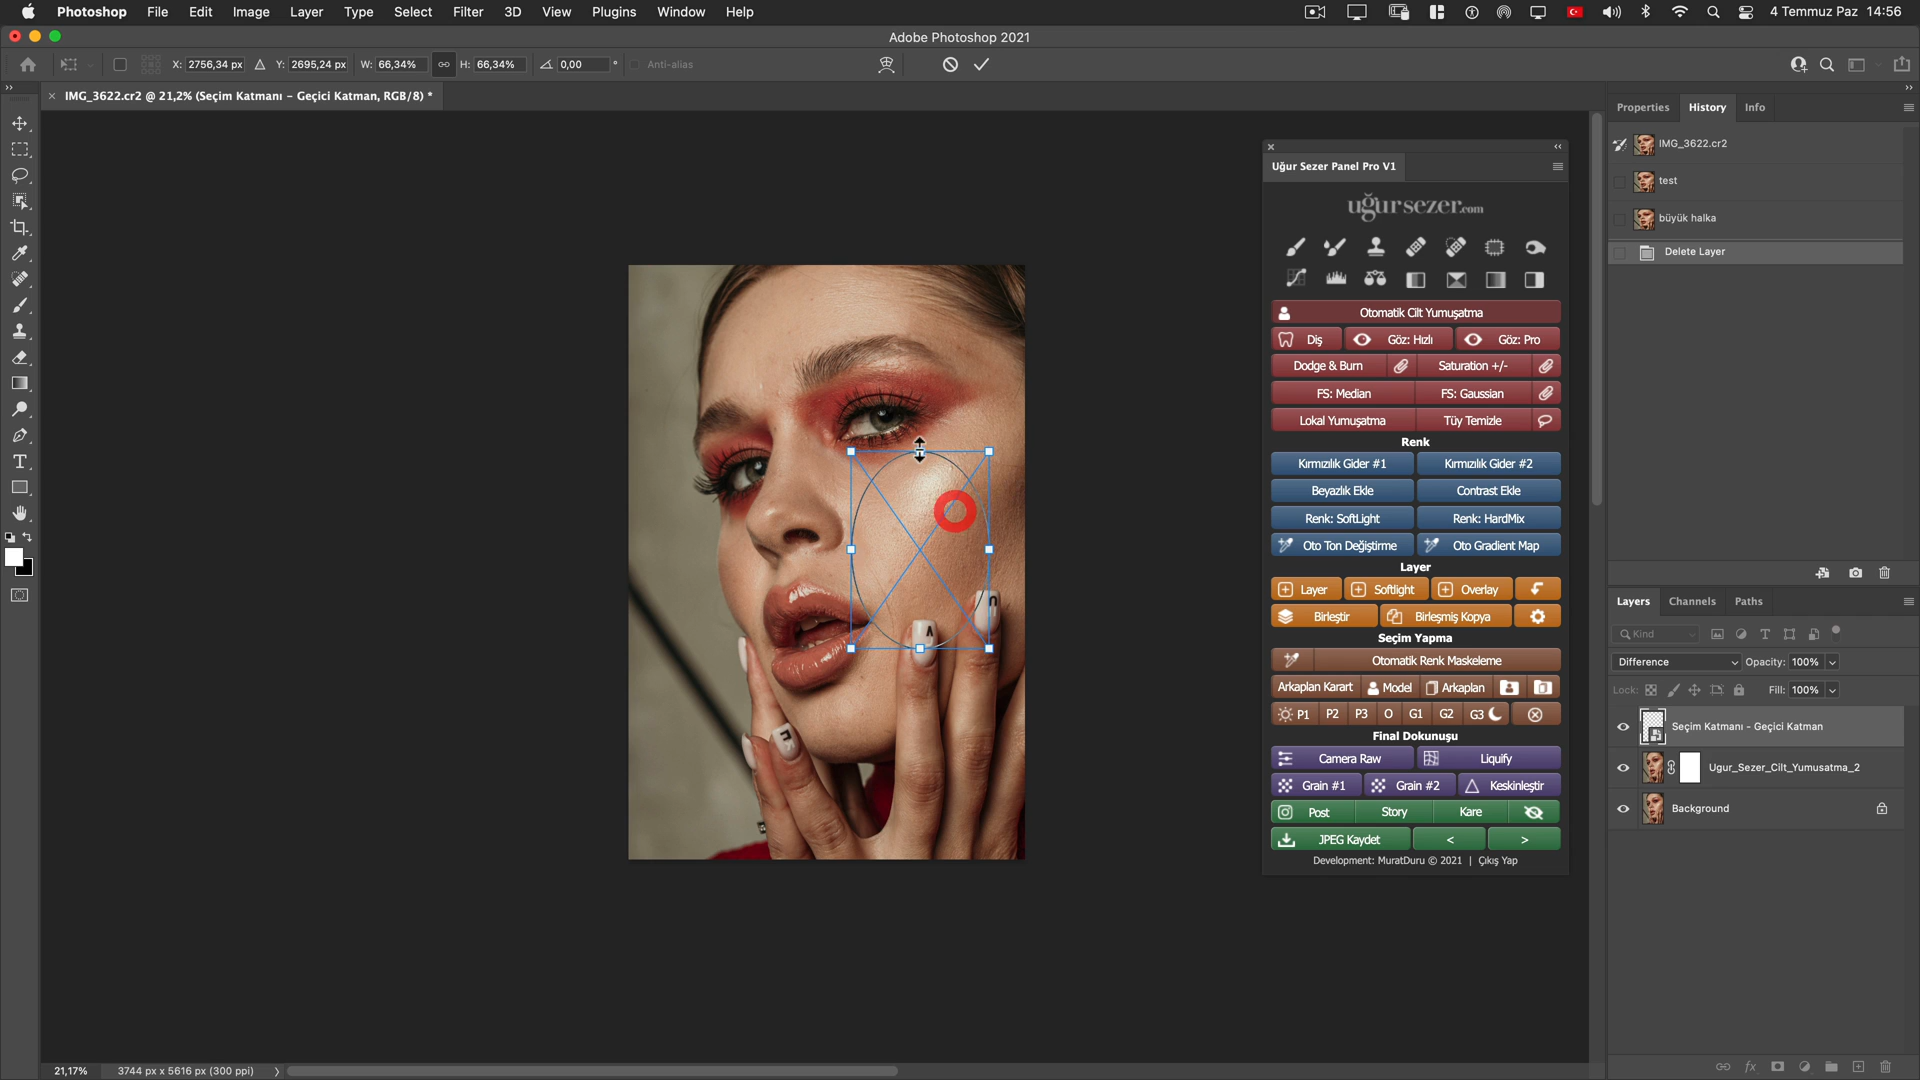 Photoshop File Edit Image Layer Type Select Filter 3D View Plugins Window Help 4 Temmuz Paz 14:56
Adobe Photoshop 2021
X: 2756,34 px Y: 2695,24 px W: 66,34% H: 66,34% 0,00 ° Anti-alias
IMG_3622.cr2 @ 21,2% (Seçim Katmanı – Geçici Katman, RGB/8) *
Properties History Info
IMG_3622.cr2
test
büyük halka
Delete Layer
Uğur Sezer Panel Pro V1
uğursezer.com
Otomatik Cilt Yumuşatma
Diş Göz: Hızlı Göz: Pro
Dodge & Burn Saturation +/-
FS: Median FS: Gaussian
Lokal Yumuşatma Tüy Temizle
Renk
Kırmızılık Gider #1 Kırmızılık Gider #2
Beyazlık Ekle Contrast Ekle
Renk: SoftLight Renk: HardMix
Oto Ton Değiştirme Oto Gradient Map
Layer
Layer Softlight Overlay
Birleştir Birleşmiş Kopya
Seçim Yapma
Otomatik Renk Maskeleme
Arkaplan Karart Model Arkaplan
P1 P2 P3 O G1 G2 G3
Final Dokunuşu
Camera Raw Liquify
Grain #1 Grain #2 Keskinleştir
Post Story Kare
JPEG Kaydet < >
Development: MuratDuru © 2021 | Çıkış Yap
Layers Channels Paths
Kind
Difference Opacity: 100%
Lock: Fill: 100%
Seçim Katmanı - Geçici Katman
Ugur_Sezer_Cilt_Yumusatma_2
Background
21,17% 3744 px x 5616 px (300 ppi)